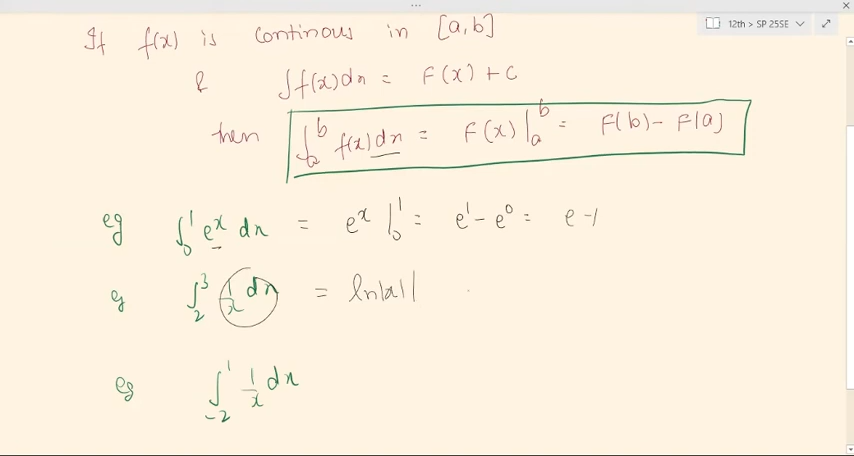 ... ×
12th > SP 25SE
If f(x) is continous in [a,b]
& ∫f(x)dx = F(x) + c
then ∫_a^b f(x)dx = F(x)|_a^b = F(b) - F(a)
eg ∫_0^1 e^x dx = e^x |_0^1 = e^1 - e^0 = e -1
eg ∫_2^3 1/x dx = ln|x||
eg ∫_-2^1 1/x dx